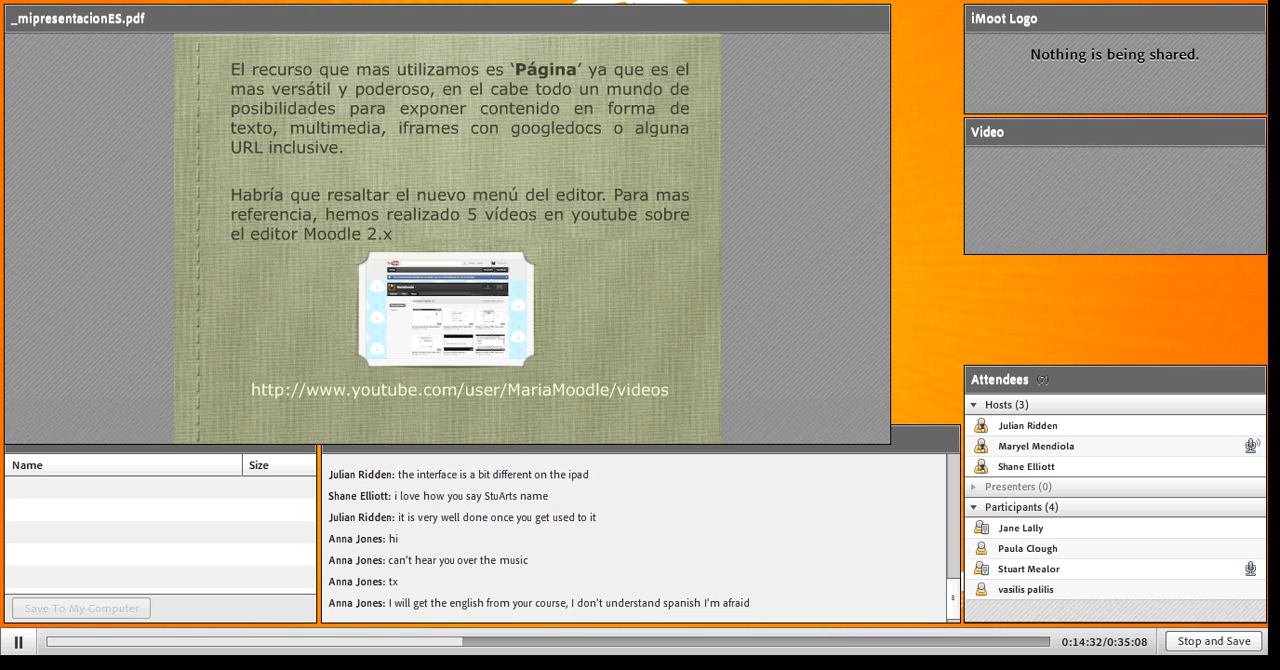 _mipresentacionES.pdf
El recurso que mas utilizamos es ‘Página’ ya que es el
mas versátil y poderoso, en el cabe todo un mundo de
posibilidades para exponer contenido en forma de
texto, multimedia, iframes con googledocs o alguna
URL inclusive.
Habría que resaltar el nuevo menú del editor. Para mas
referencia, hemos realizado 5 vídeos en youtube sobre
el editor Moodle 2.x
http://www.youtube.com/user/MariaMoodle/videos
Name Size
Save To My Computer
Julian Ridden: the interface is a bit different on the ipad
Shane Elliott: i love how you say StuArts name
Julian Ridden: it is very well done once you get used to it
Anna Jones: hi
Anna Jones: can't hear you over the music
Anna Jones: tx
Anna Jones: I will get the english from your course, I don't understand spanish I'm afraid
iMoot Logo
Nothing is being shared.
Video
Attendees (7)
Hosts (3)
Julian Ridden
Maryel Mendiola
Shane Elliott
Presenters (0)
Participants (4)
Jane Lally
Paula Clough
Stuart Mealor
vasilis palilis
0:14:32/0:35:08
Stop and Save